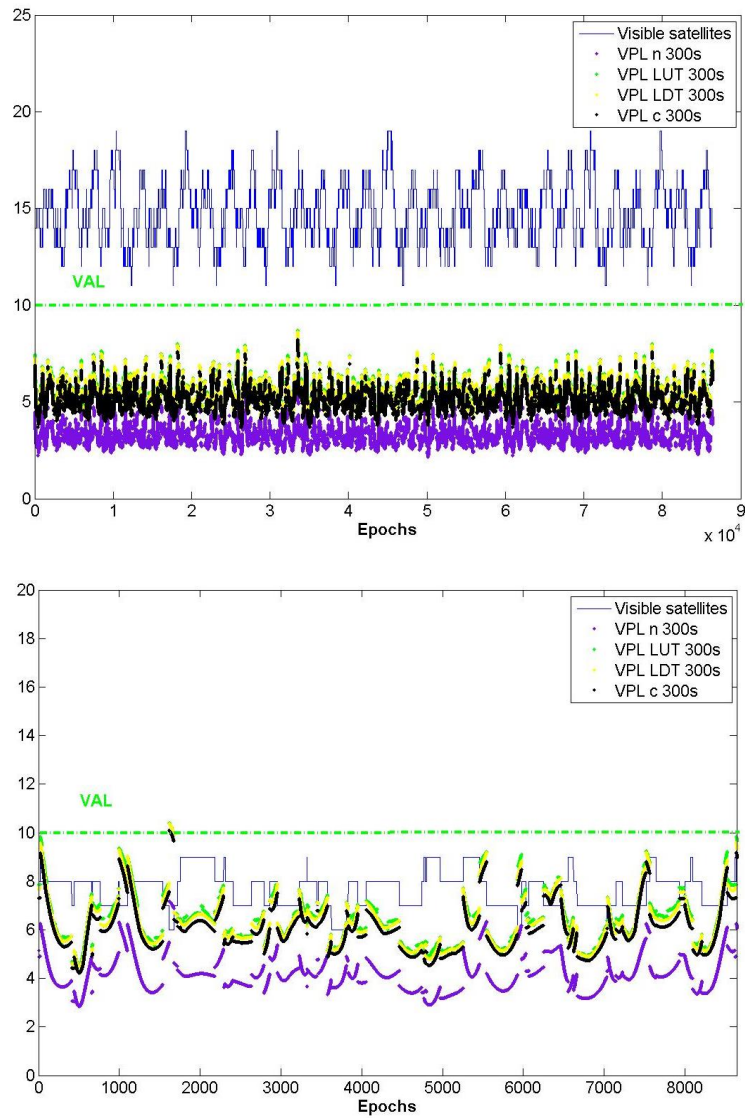 25
20
15
10
5
0
VAL
Visible satellites
VPL n 300s
VPL LUT 300s
VPL LDT 300s
VPL c 300s
0 1 2 3 4 5 6 7 8 9
Epochs
x 10^4
20
18
16
14
12
10
8
6
4
2
0
VAL
Visible satellites
VPL n 300s
VPL LUT 300s
VPL LDT 300s
VPL c 300s
0 1000 2000 3000 4000 5000 6000 7000 8000
Epochs